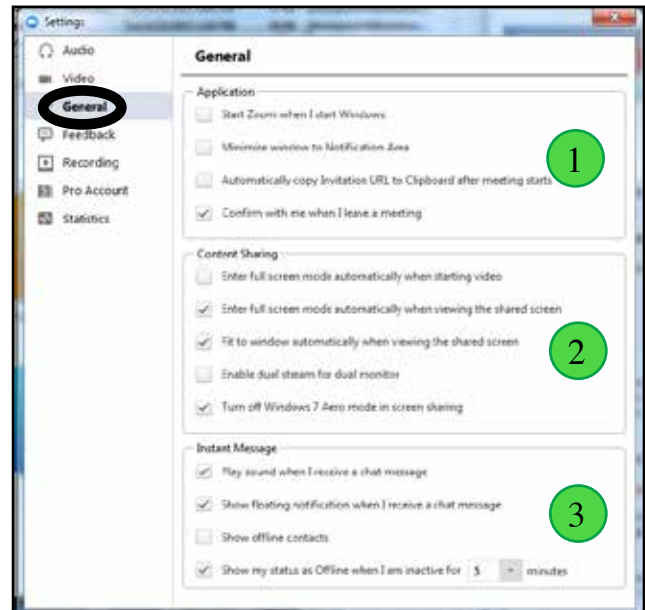 Settings
Audio
Video
General
Feedback
Recording
Pro Account
Statistics
General
Application
Start Zoom when I start Windows
Minimize window to Notification Area
Automatically copy Invitation URL to Clipboard after meeting starts
Confirm with me when I leave a meeting
1
Content Sharing
Enter full screen mode automatically when starting video
Enter full screen mode automatically when viewing the shared screen
Fit to window automatically when viewing the shared screen
Enable dual stream for dual monitor
Turn off Windows 7 Aero mode in screen sharing
2
Instant Message
Play sound when I receive a chat message
Show floating notification when I receive a chat message
Show offline contacts
Show my status as Offline when I am inactive for 5 minutes
3